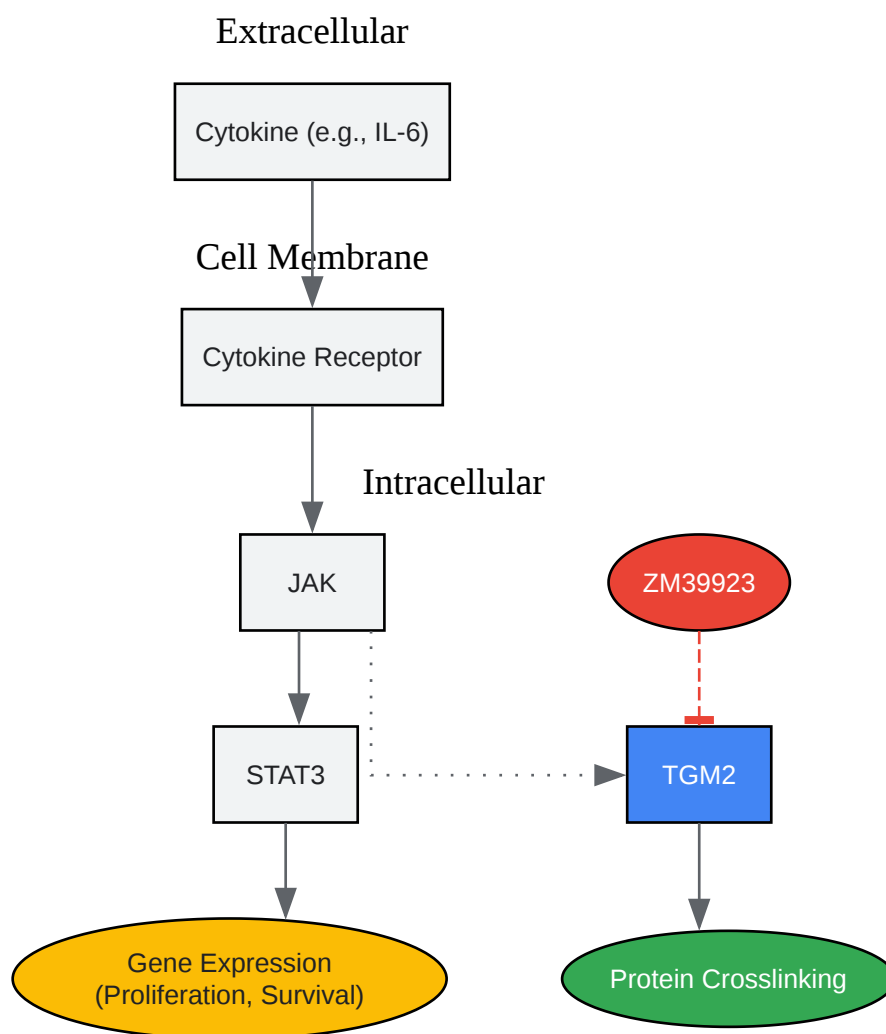 Extracellular
Cytokine (e.g., IL-6)
Cell Membrane
Cytokine Receptor
Intracellular
JAK
ZM39923
STAT3
TGM2
Gene Expression
(Proliferation, Survival)
Protein Crosslinking